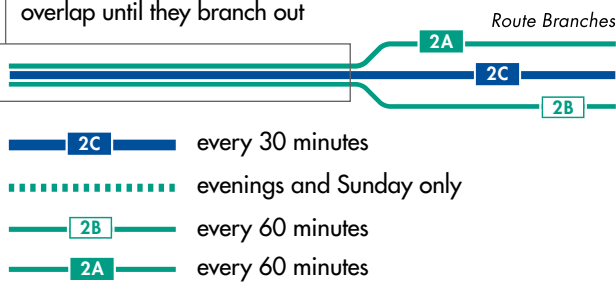 overlap until they branch out
Route Branches
2A
2C
2B
2C every 30 minutes
evenings and Sunday only
2B every 60 minutes
2A every 60 minutes